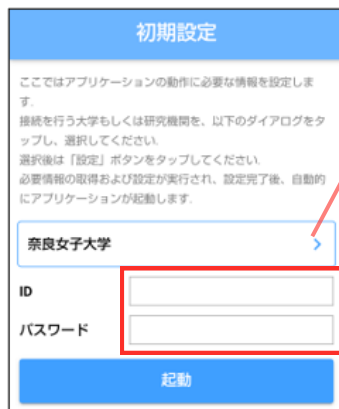 初期設定
ここではアプリケーションの動作に必要な情報を設定しま
す.
接続を行う大学もしくは研究機関を、以下のダイアログをタ
ップし、選択してください.
選択後は「設定」ボタンをタップしてください.
必要情報の取得および設定が実行され、設定完了後、自動的
にアプリケーションが起動します.
奈良女子大学
ID
パスワード
起動